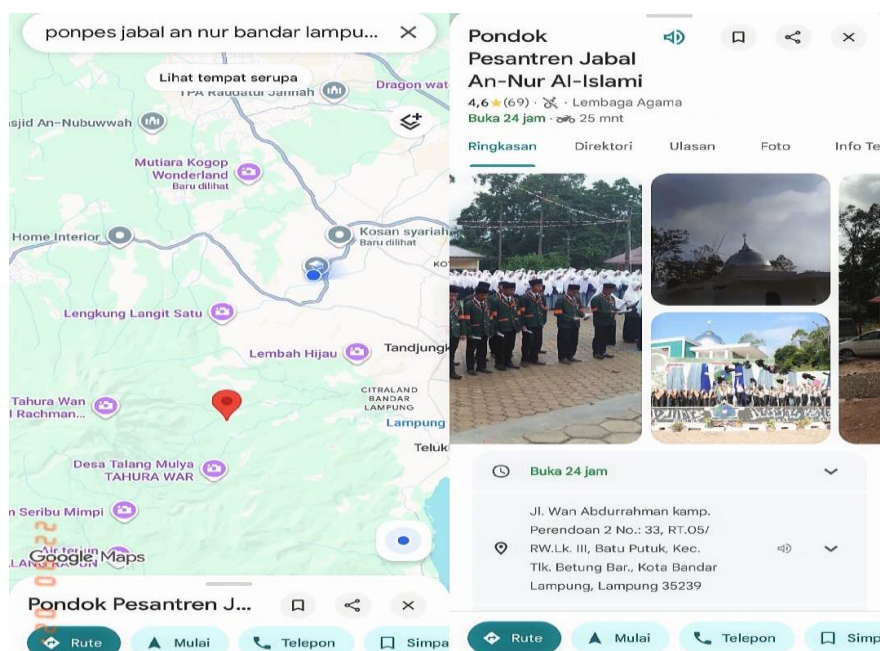 ponpes jabal an nur bandar lampu...
Lihat tempat serupa
TPA Raudatul Jannah
Dragon wat
sjid An-Nubuwwah
Mutiara Kogop
Wonderland
Baru dilihat
Home Interior
Kosan syariah
Baru dilihat
KO
Lengkung Langit Satu
Lembah Hijau
Tandjungk
Tahura Wan
l Rachman...
CITRALAND
BANDAR
LAMPUNG
Lampung
Teluk
Desa Talang Mulya
TAHURA WAR
n Seribu Mimpi
Google Maps
Pondok Pesantren J...
Rute
Mulai
Telepon
Simpa
Pondok
Pesantren Jabal
An-Nur Al-Islami
4,6 (69) · · Lembaga Agama
Buka 24 jam · 25 mnt
Ringkasan
Direktori
Ulasan
Foto
Info Te
Buka 24 jam
Jl. Wan Abdurrahman kamp.
Perendoan 2 No.: 33, RT.05/
RW.Lk. III, Batu Putuk, Kec.
Tlk. Betung Bar., Kota Bandar
Lampung, Lampung 35239
Rute
Mulai
Telepon
Simp